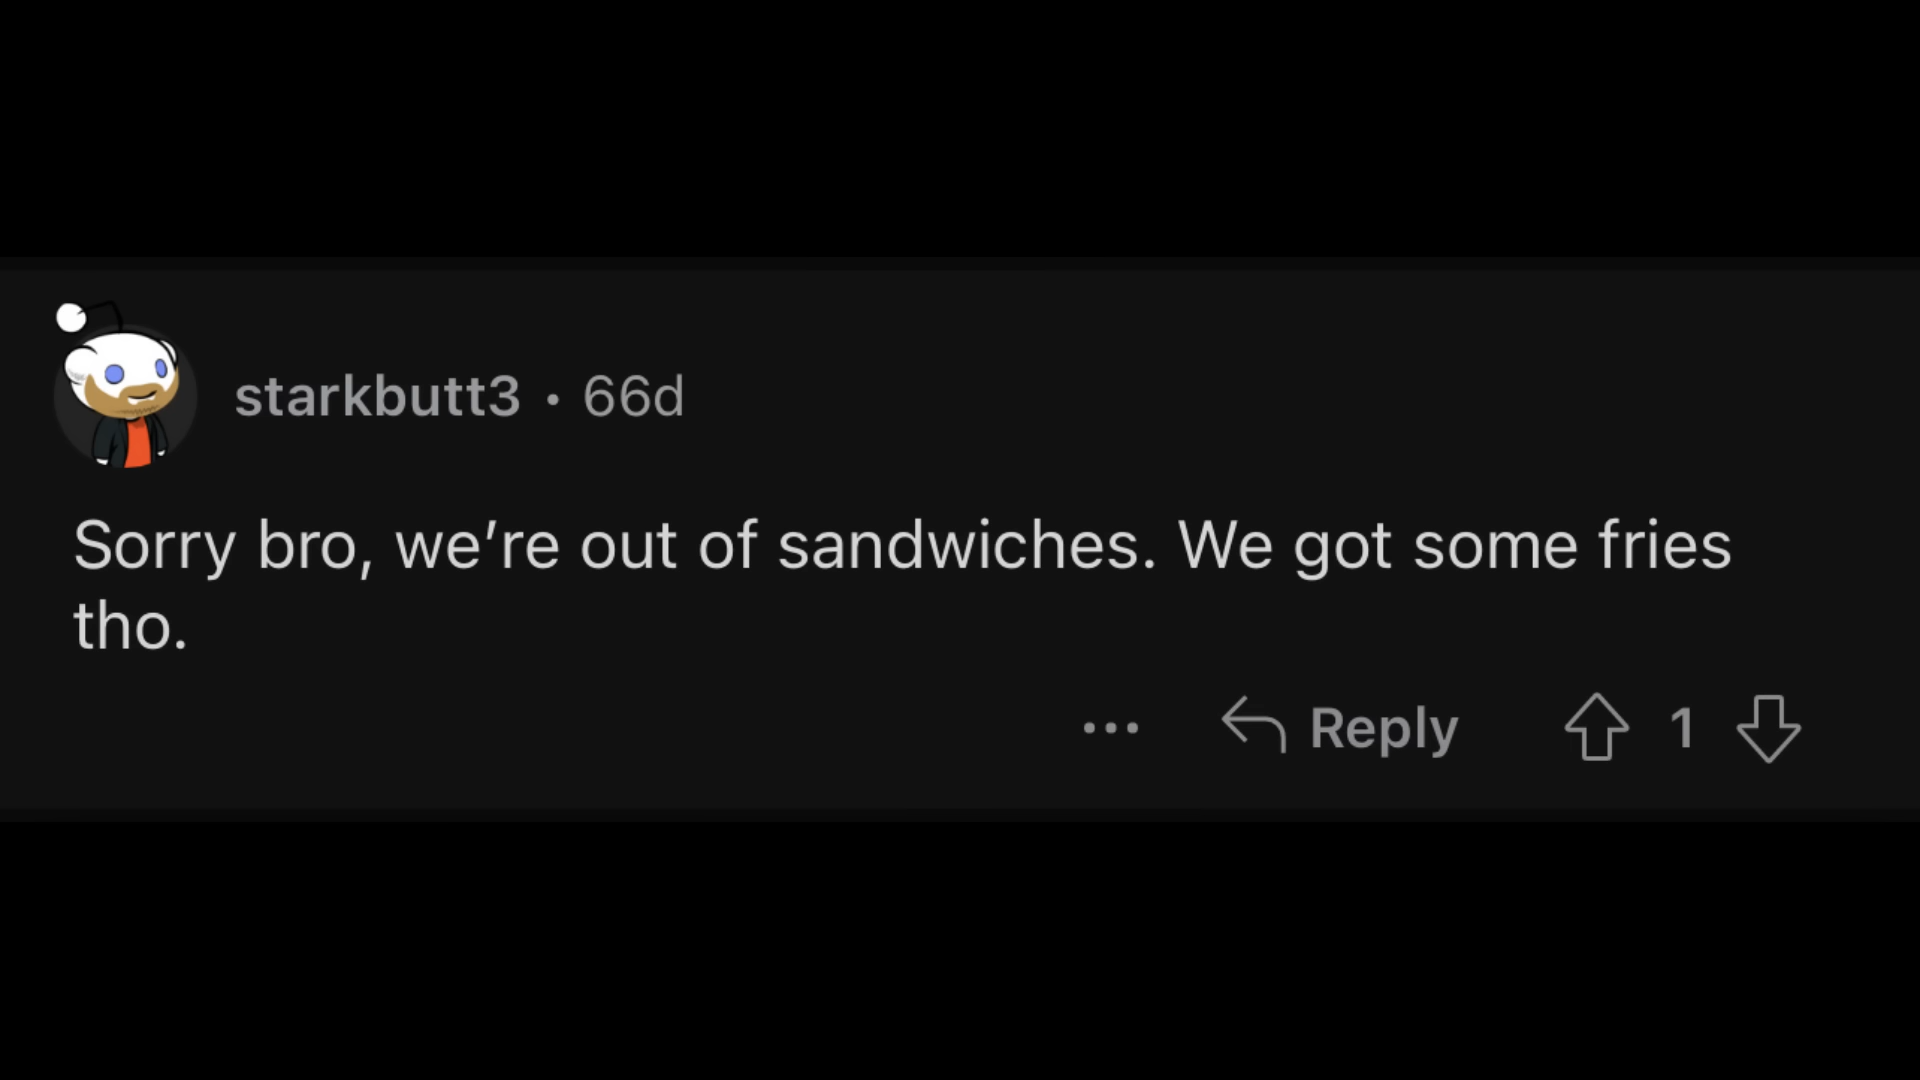 starkbutt3 • 66d
Sorry bro, we’re out of sandwiches. We got some fries
tho.
... Reply 1